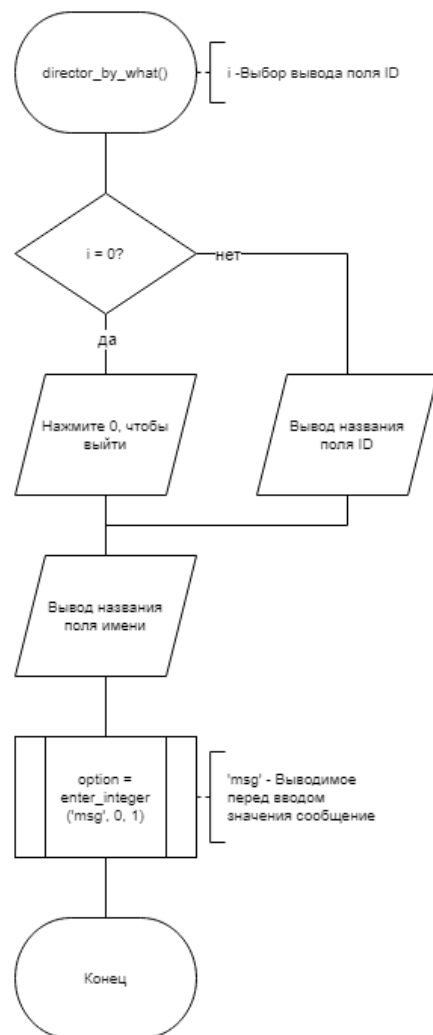 director_by_what()
i -Выбор вывода поля ID
i = 0?
нет
да
Нажмите 0, чтобы
выйти
Вывод названия
поля ID
Вывод названия
поля имени
option =
enter_integer
('msg', 0, 1)
'msg' - Выводимое
перед вводом
значения сообщение
Конец